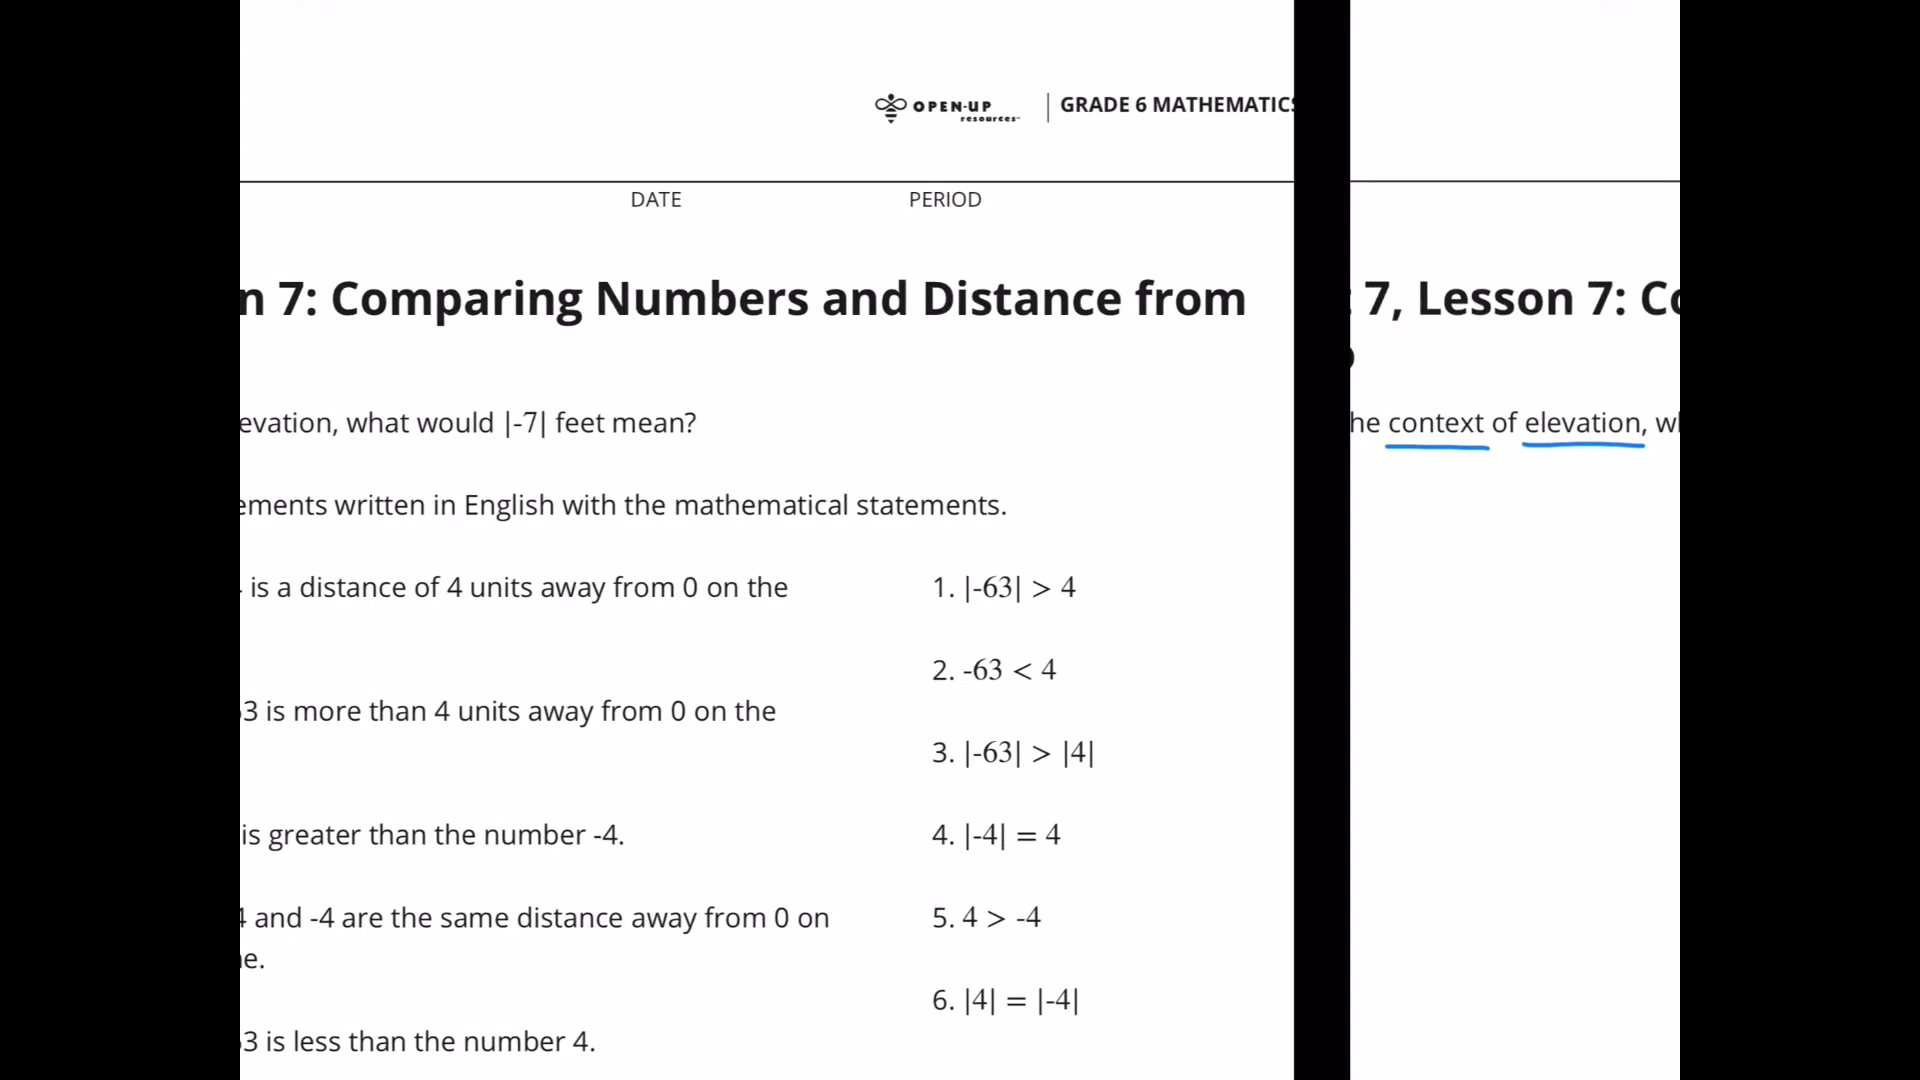 OPEN-UP resources | GRADE 6 MATHEMATICS
DATE PERIOD
n 7: Comparing Numbers and Distance from
evation, what would |-7| feet mean?
ements written in English with the mathematical statements.
is a distance of 4 units away from 0 on the
1. |-63| > 4
2. -63 < 4
3 is more than 4 units away from 0 on the
3. |-63| > |4|
is greater than the number -4.
4. |-4| = 4
4 and -4 are the same distance away from 0 on
e.
5. 4 > -4
6. |4| = |-4|
3 is less than the number 4.
7, Lesson 7: Co
he context of elevation, wh